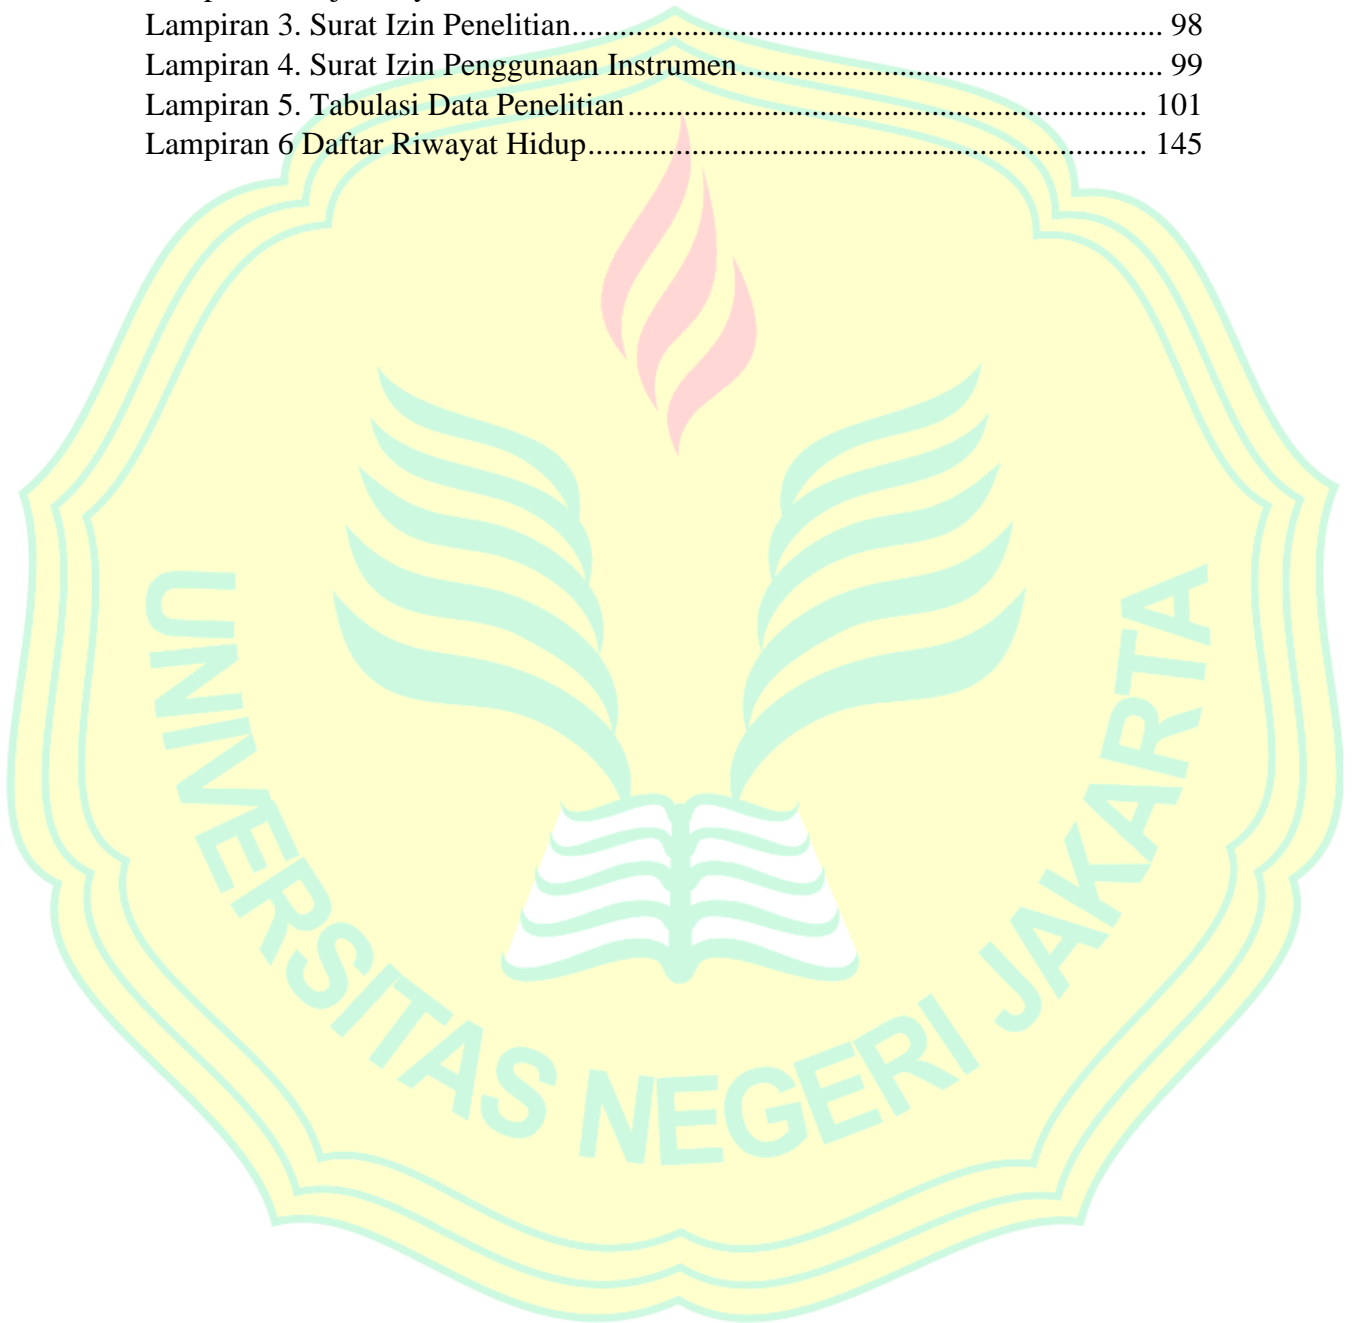 Lampiran 3. Surat Izin Penelitian........................................................................ 98
Lampiran 4. Surat Izin Penggunaan Instrumen.................................................... 99
Lampiran 5. Tabulasi Data Penelitian................................................................ 101
Lampiran 6 Daftar Riwayat Hidup..................................................................... 145
UNIVERSITAS NEGERI JAKARTA